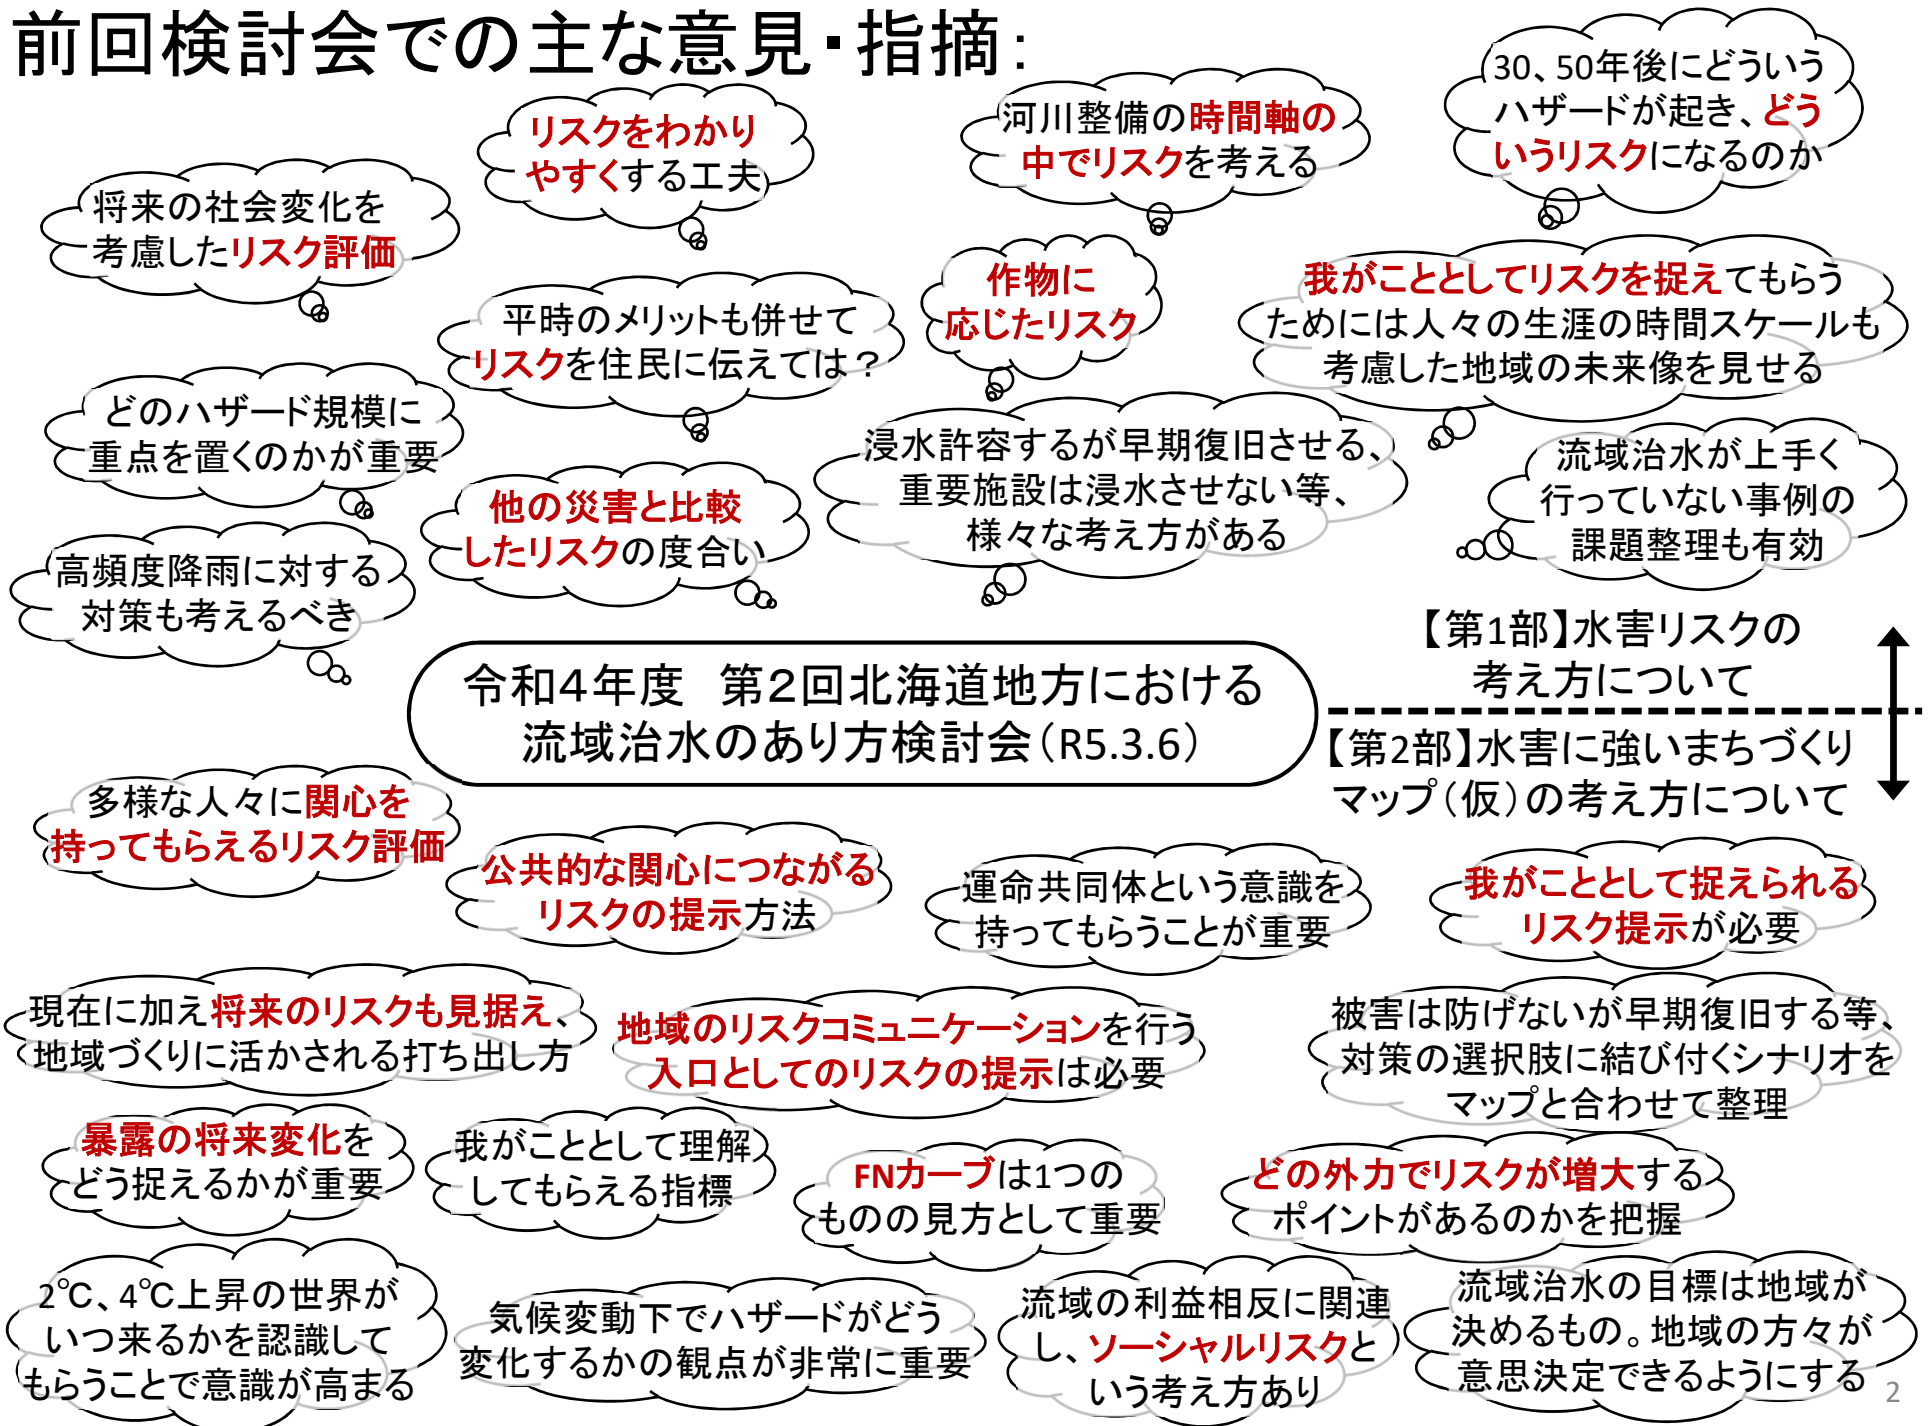 前回検討会での主な意見・指摘：
30、50年後にどういう
ハザードが起き、どう
いうリスクになるのか
リスクをわかり
やすくする工夫
河川整備の時間軸の
中でリスクを考える
将来の社会変化を
考慮したリスク評価
平時のメリットも併せて
リスクを住民に伝えては？
作物に
応じたリスク
我がこととしてリスクを捉えてもらう
ためには人々の生涯の時間スケールも
考慮した地域の未来像を見せる
どのハザード規模に
重点を置くのかが重要
他の災害と比較
したリスクの度合い
浸水許容するが早期復旧させる、
重要施設は浸水させない等、
様々な考え方がある
流域治水が上手く
行っていない事例の
課題整理も有効
高頻度降雨に対する
対策も考えるべき
令和４年度　第２回北海道地方における
流域治水のあり方検討会（R5.3.6）
【第1部】水害リスクの
考え方について
【第2部】水害に強いまちづくり
マップ（仮）の考え方について
多様な人々に関心を
持ってもらえるリスク評価
公共的な関心につながる
リスクの提示方法
運命共同体という意識を
持ってもらうことが重要
我がこととして捉えられる
リスク提示が必要
現在に加え将来のリスクも見据え、
地域づくりに活かされる打ち出し方
地域のリスクコミュニケーションを行う
入口としてのリスクの提示は必要
被害は防げないが早期復旧する等、
対策の選択肢に結び付くシナリオを
マップと合わせて整理
暴露の将来変化を
どう捉えるかが重要
我がこととして理解
してもらえる指標
FNカーブは1つの
ものの見方として重要
どの外力でリスクが増大する
ポイントがあるのかを把握
2℃、4℃上昇の世界が
いつ来るかを認識して
もらうことで意識が高まる
気候変動下でハザードがどう
変化するかの観点が非常に重要
流域の利益相反に関連
し、ソーシャルリスクと
いう考え方あり
流域治水の目標は地域が
決めるもの。地域の方々が
意思決定できるようにする
2